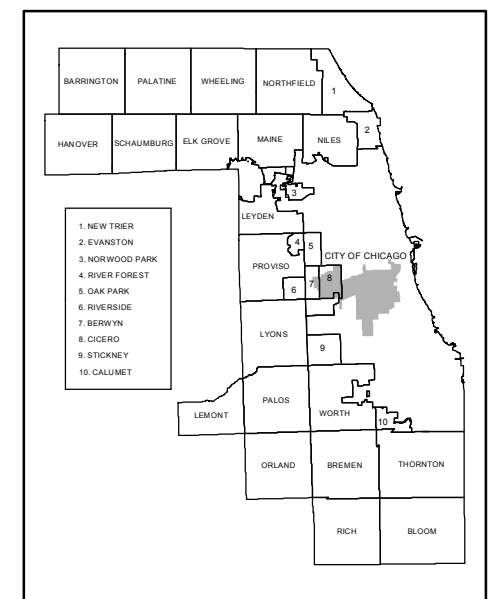 BARRINGTON PALATINE WHEELING NORTHFIELD 1
HANOVER SCHAUMBURG ELK GROVE MAINE NILES 2
3
LEYDEN
1. NEW TRIER
2. EVANSTON
3. NORWOOD PARK
4. RIVER FOREST
5. OAK PARK
6. RIVERSIDE
7. BERWYN
8. CICERO
9. STICKNEY
10. CALUMET
4 5
CITY OF CHICAGO
PROVISO
6 7 8
LYONS
9
PALOS
LEMONT WORTH 10
ORLAND BREMEN THORNTON
RICH BLOOM